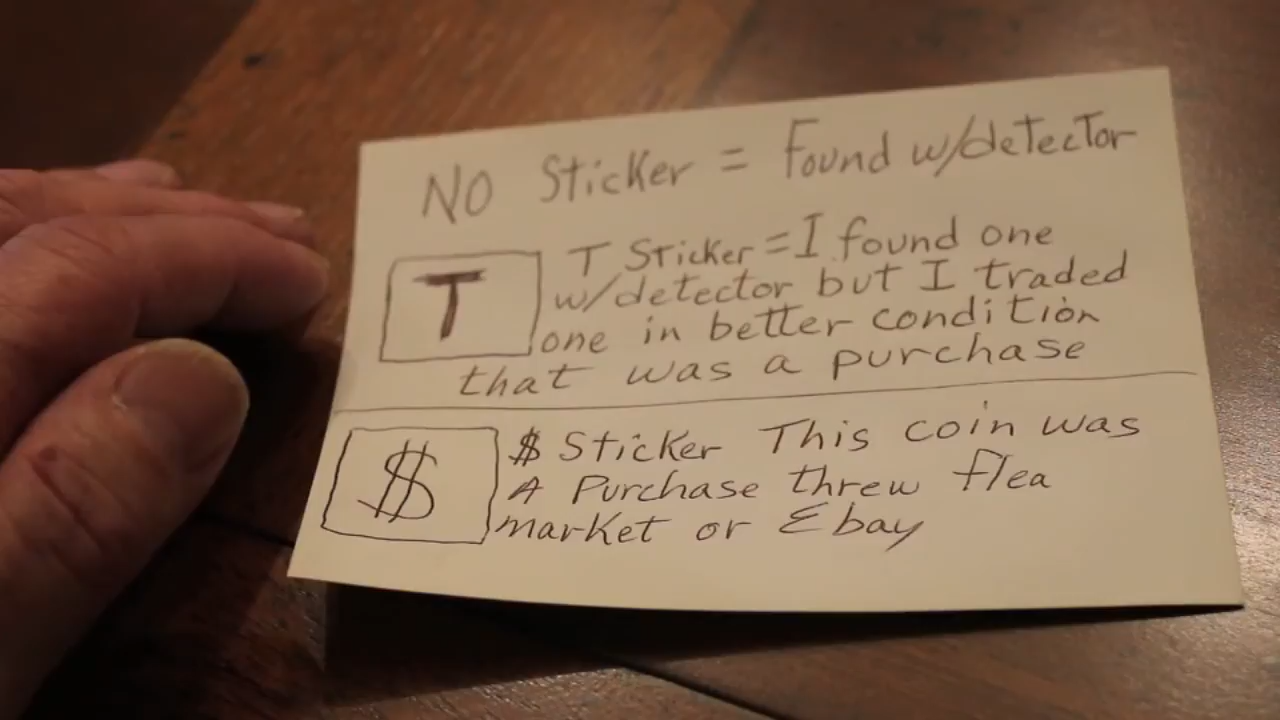 NO Sticker = Found w/detector
T
T Sticker = I found one
w/detector but I traded
one in better condition
that was a purchase
$
$ Sticker This coin was
A Purchase threw flea
market or Ebay